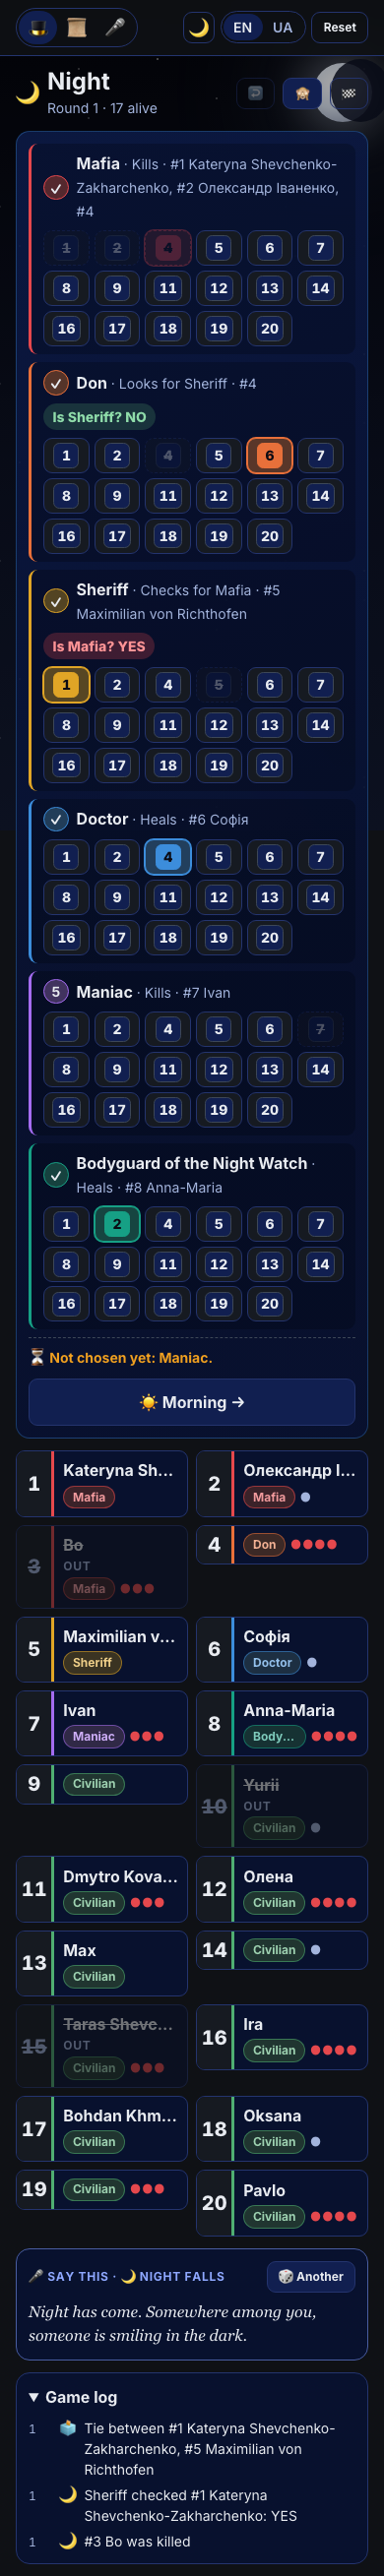 EN UA Reset
Night
Round 1 · 17 alive
Mafia · Kills · #1 Kateryna Shevchenko-
Zakharchenko, #2 Олександр Іваненко,
#4
1 2 4 5 6 7
8 9 11 12 13 14
16 17 18 19 20
Don · Looks for Sheriff · #4
Is Sheriff? NO
1 2 4 5 6 7
8 9 11 12 13 14
16 17 18 19 20
Sheriff · Checks for Mafia · #5
Maximilian von Richthofen
Is Mafia? YES
1 2 4 5 6 7
8 9 11 12 13 14
16 17 18 19 20
Doctor · Heals · #6 Софія
1 2 4 5 6 7
8 9 11 12 13 14
16 17 18 19 20
5 Maniac · Kills · #7 Ivan
1 2 4 5 6 7
8 9 11 12 13 14
16 17 18 19 20
Bodyguard of the Night Watch ·
Heals · #8 Anna-Maria
1 2 4 5 6 7
8 9 11 12 13 14
16 17 18 19 20
Not chosen yet: Maniac.
Morning →
1 Kateryna Sh...
Mafia
2 Олександр І...
Mafia
3 Bo
OUT
Mafia
4 Don
5 Maximilian v...
Sheriff
6 Софія
Doctor
7 Ivan
Maniac
8 Anna-Maria
Body...
9 Civilian
10 Yurii
OUT
Civilian
11 Dmytro Kova...
Civilian
12 Олена
Civilian
13 Max
Civilian
14 Civilian
15 Taras Shevc...
OUT
Civilian
16 Ira
Civilian
17 Bohdan Khm...
Civilian
18 Oksana
Civilian
19 Civilian
20 Pavlo
Civilian
SAY THIS · NIGHT FALLS
Another
Night has come. Somewhere among you,
someone is smiling in the dark.
Game log
1 Tie between #1 Kateryna Shevchenko-
Zakharchenko, #5 Maximilian von
Richthofen
1 Sheriff checked #1 Kateryna
Shevchenko-Zakharchenko: YES
1 #3 Bo was killed